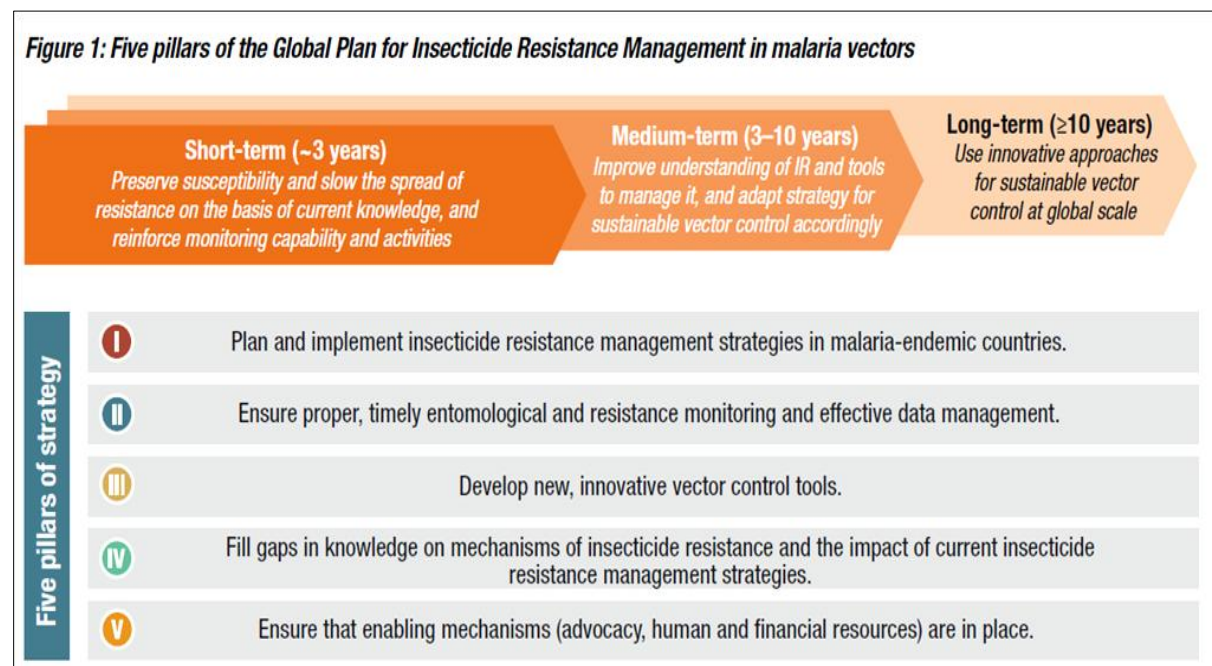 Figure 1: Five pillars of the Global Plan for Insecticide Resistance Management in malaria vectors
Short-term (~3 years)
Preserve susceptibility and slow the spread of
resistance on the basis of current knowledge, and
reinforce monitoring capability and activities
Medium-term (3–10 years)
Improve understanding of IR and tools
to manage it, and adapt strategy for
sustainable vector control accordingly
Long-term (≥10 years)
Use innovative approaches
for sustainable vector
control at global scale
Five pillars of strategy
I
Plan and implement insecticide resistance management strategies in malaria-endemic countries.
II
Ensure proper, timely entomological and resistance monitoring and effective data management.
III
Develop new, innovative vector control tools.
IV
Fill gaps in knowledge on mechanisms of insecticide resistance and the impact of current insecticide
resistance management strategies.
V
Ensure that enabling mechanisms (advocacy, human and financial resources) are in place.